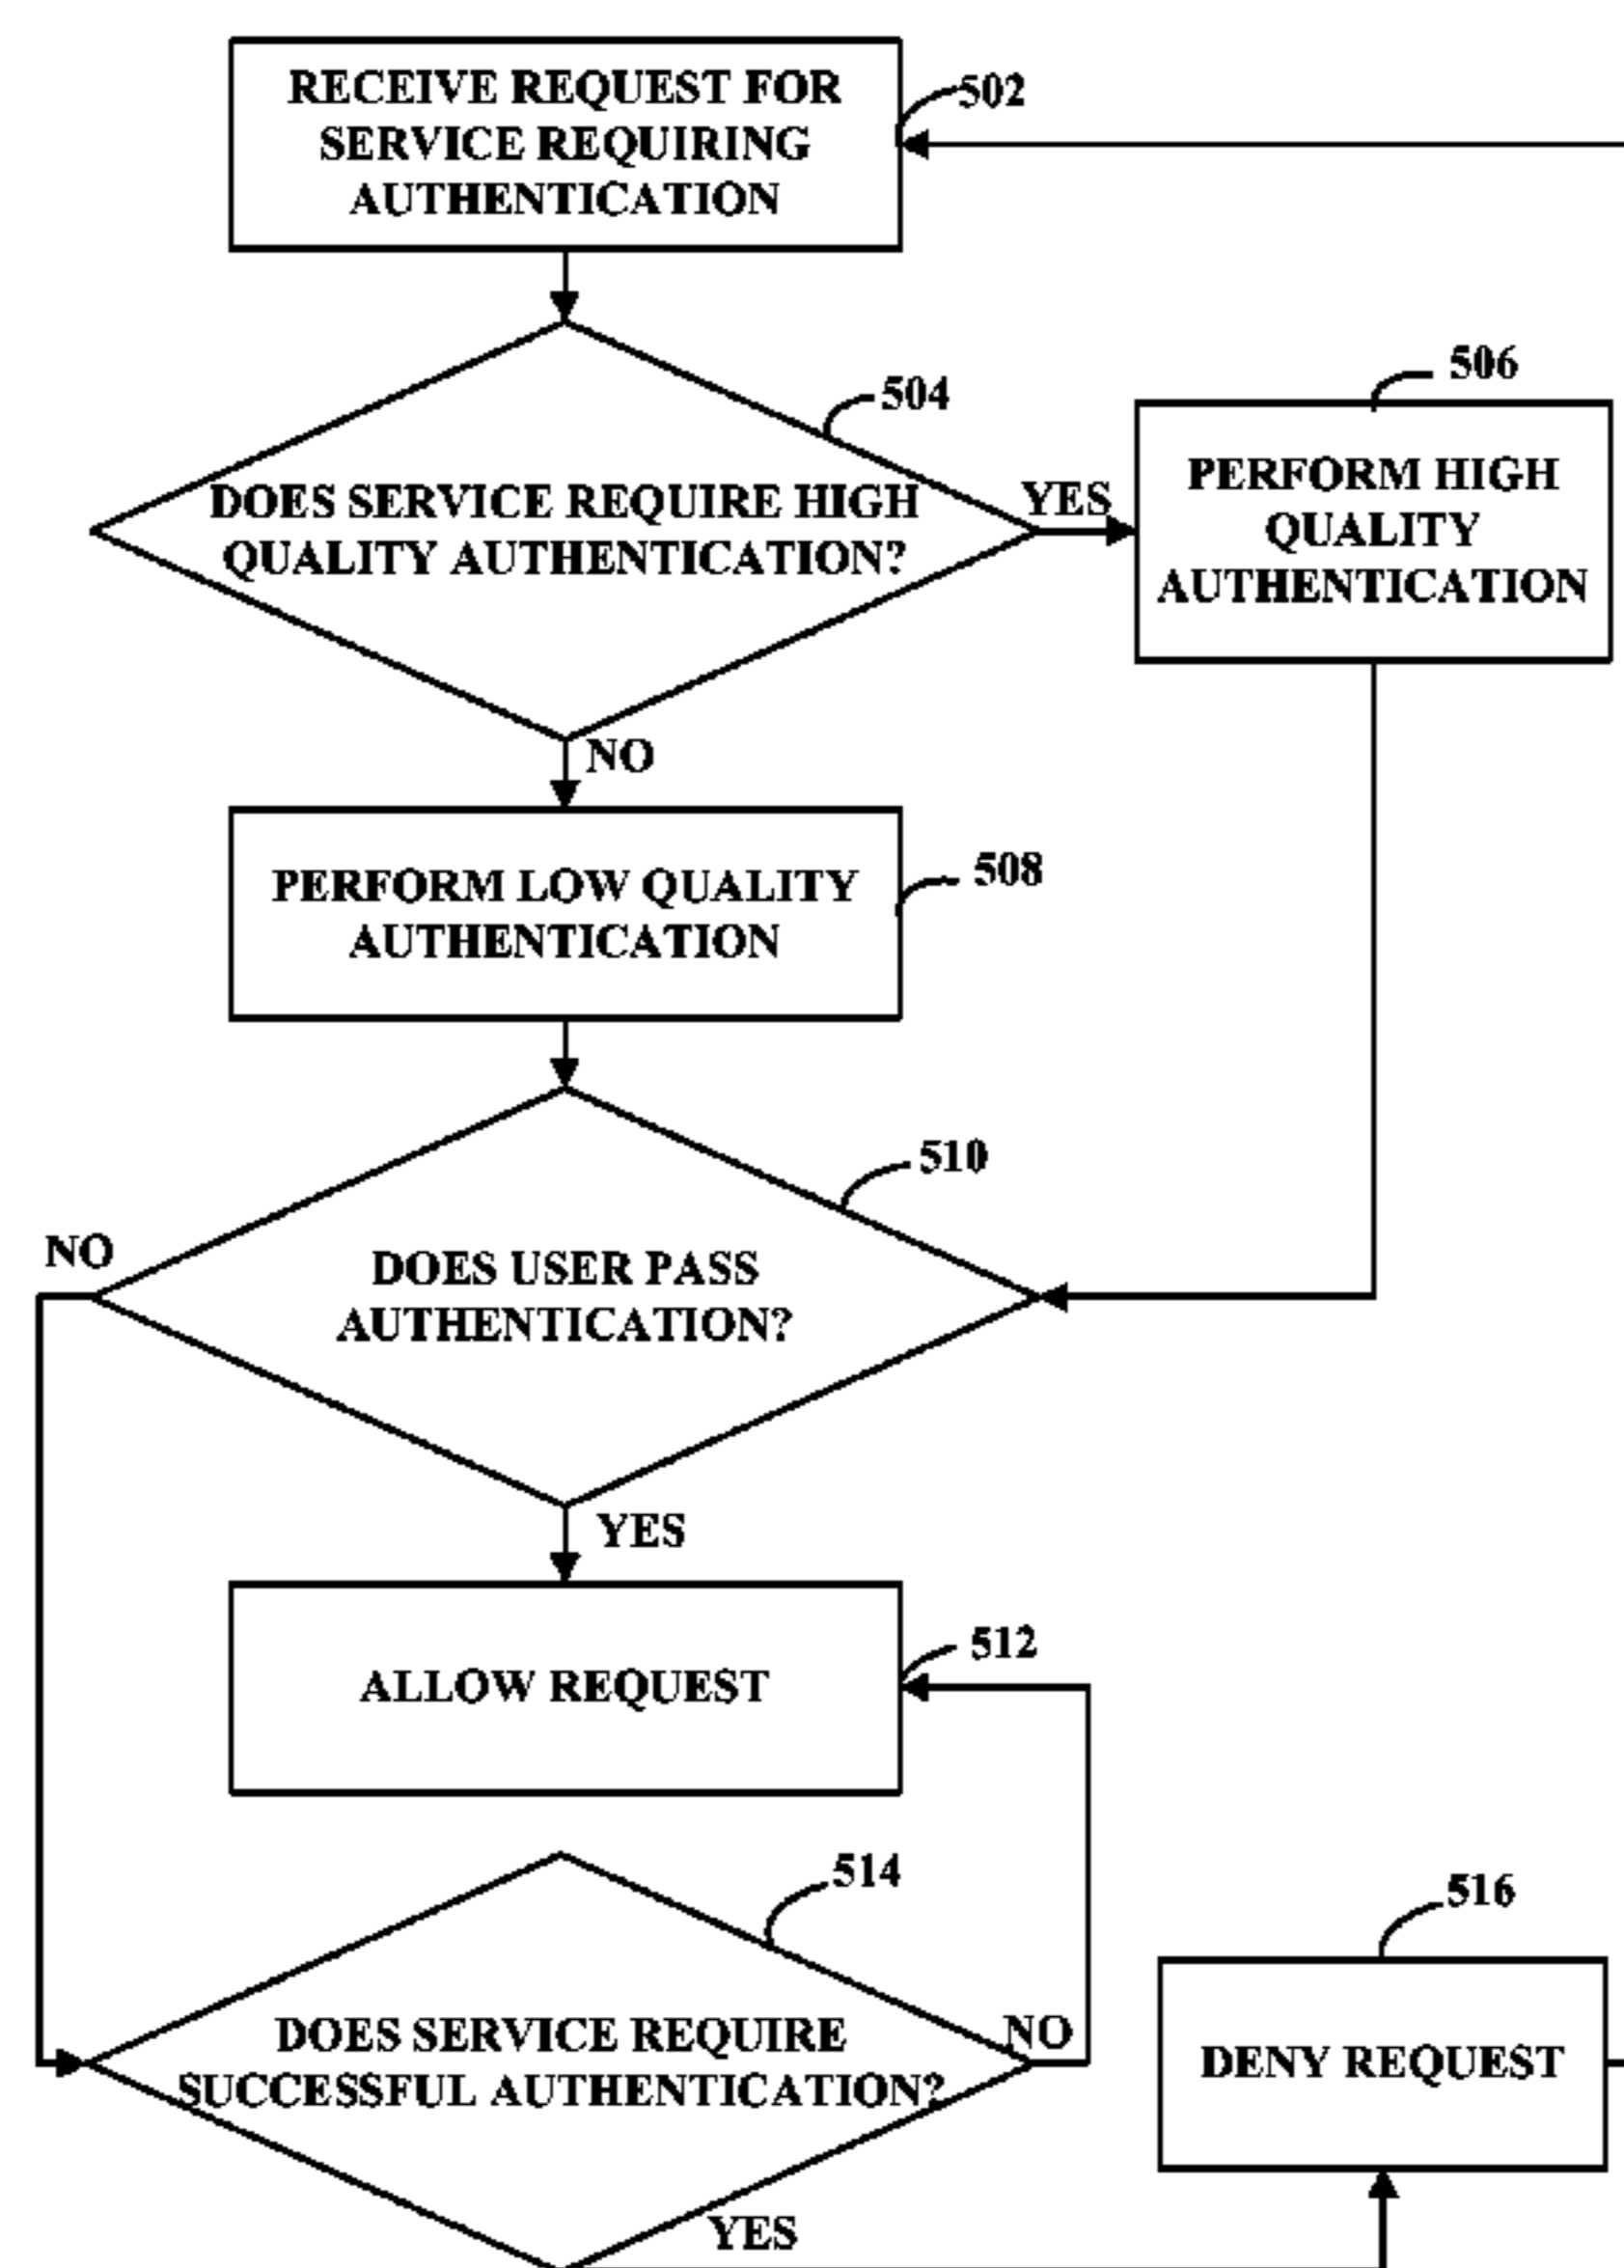 RECEIVE REQUEST FOR
SERVICE REQUIRING
AUTHENTICATION
502
504
DOES SERVICE REQUIRE HIGH
QUALITY AUTHENTICATION?
YES
506
PERFORM HIGH
QUALITY
AUTHENTICATION
NO
PERFORM LOW QUALITY
AUTHENTICATION
508
510
NO
DOES USER PASS
AUTHENTICATION?
YES
512
ALLOW REQUEST
514
DOES SERVICE REQUIRE
SUCCESSFUL AUTHENTICATION?
NO
516
DENY REQUEST
YES